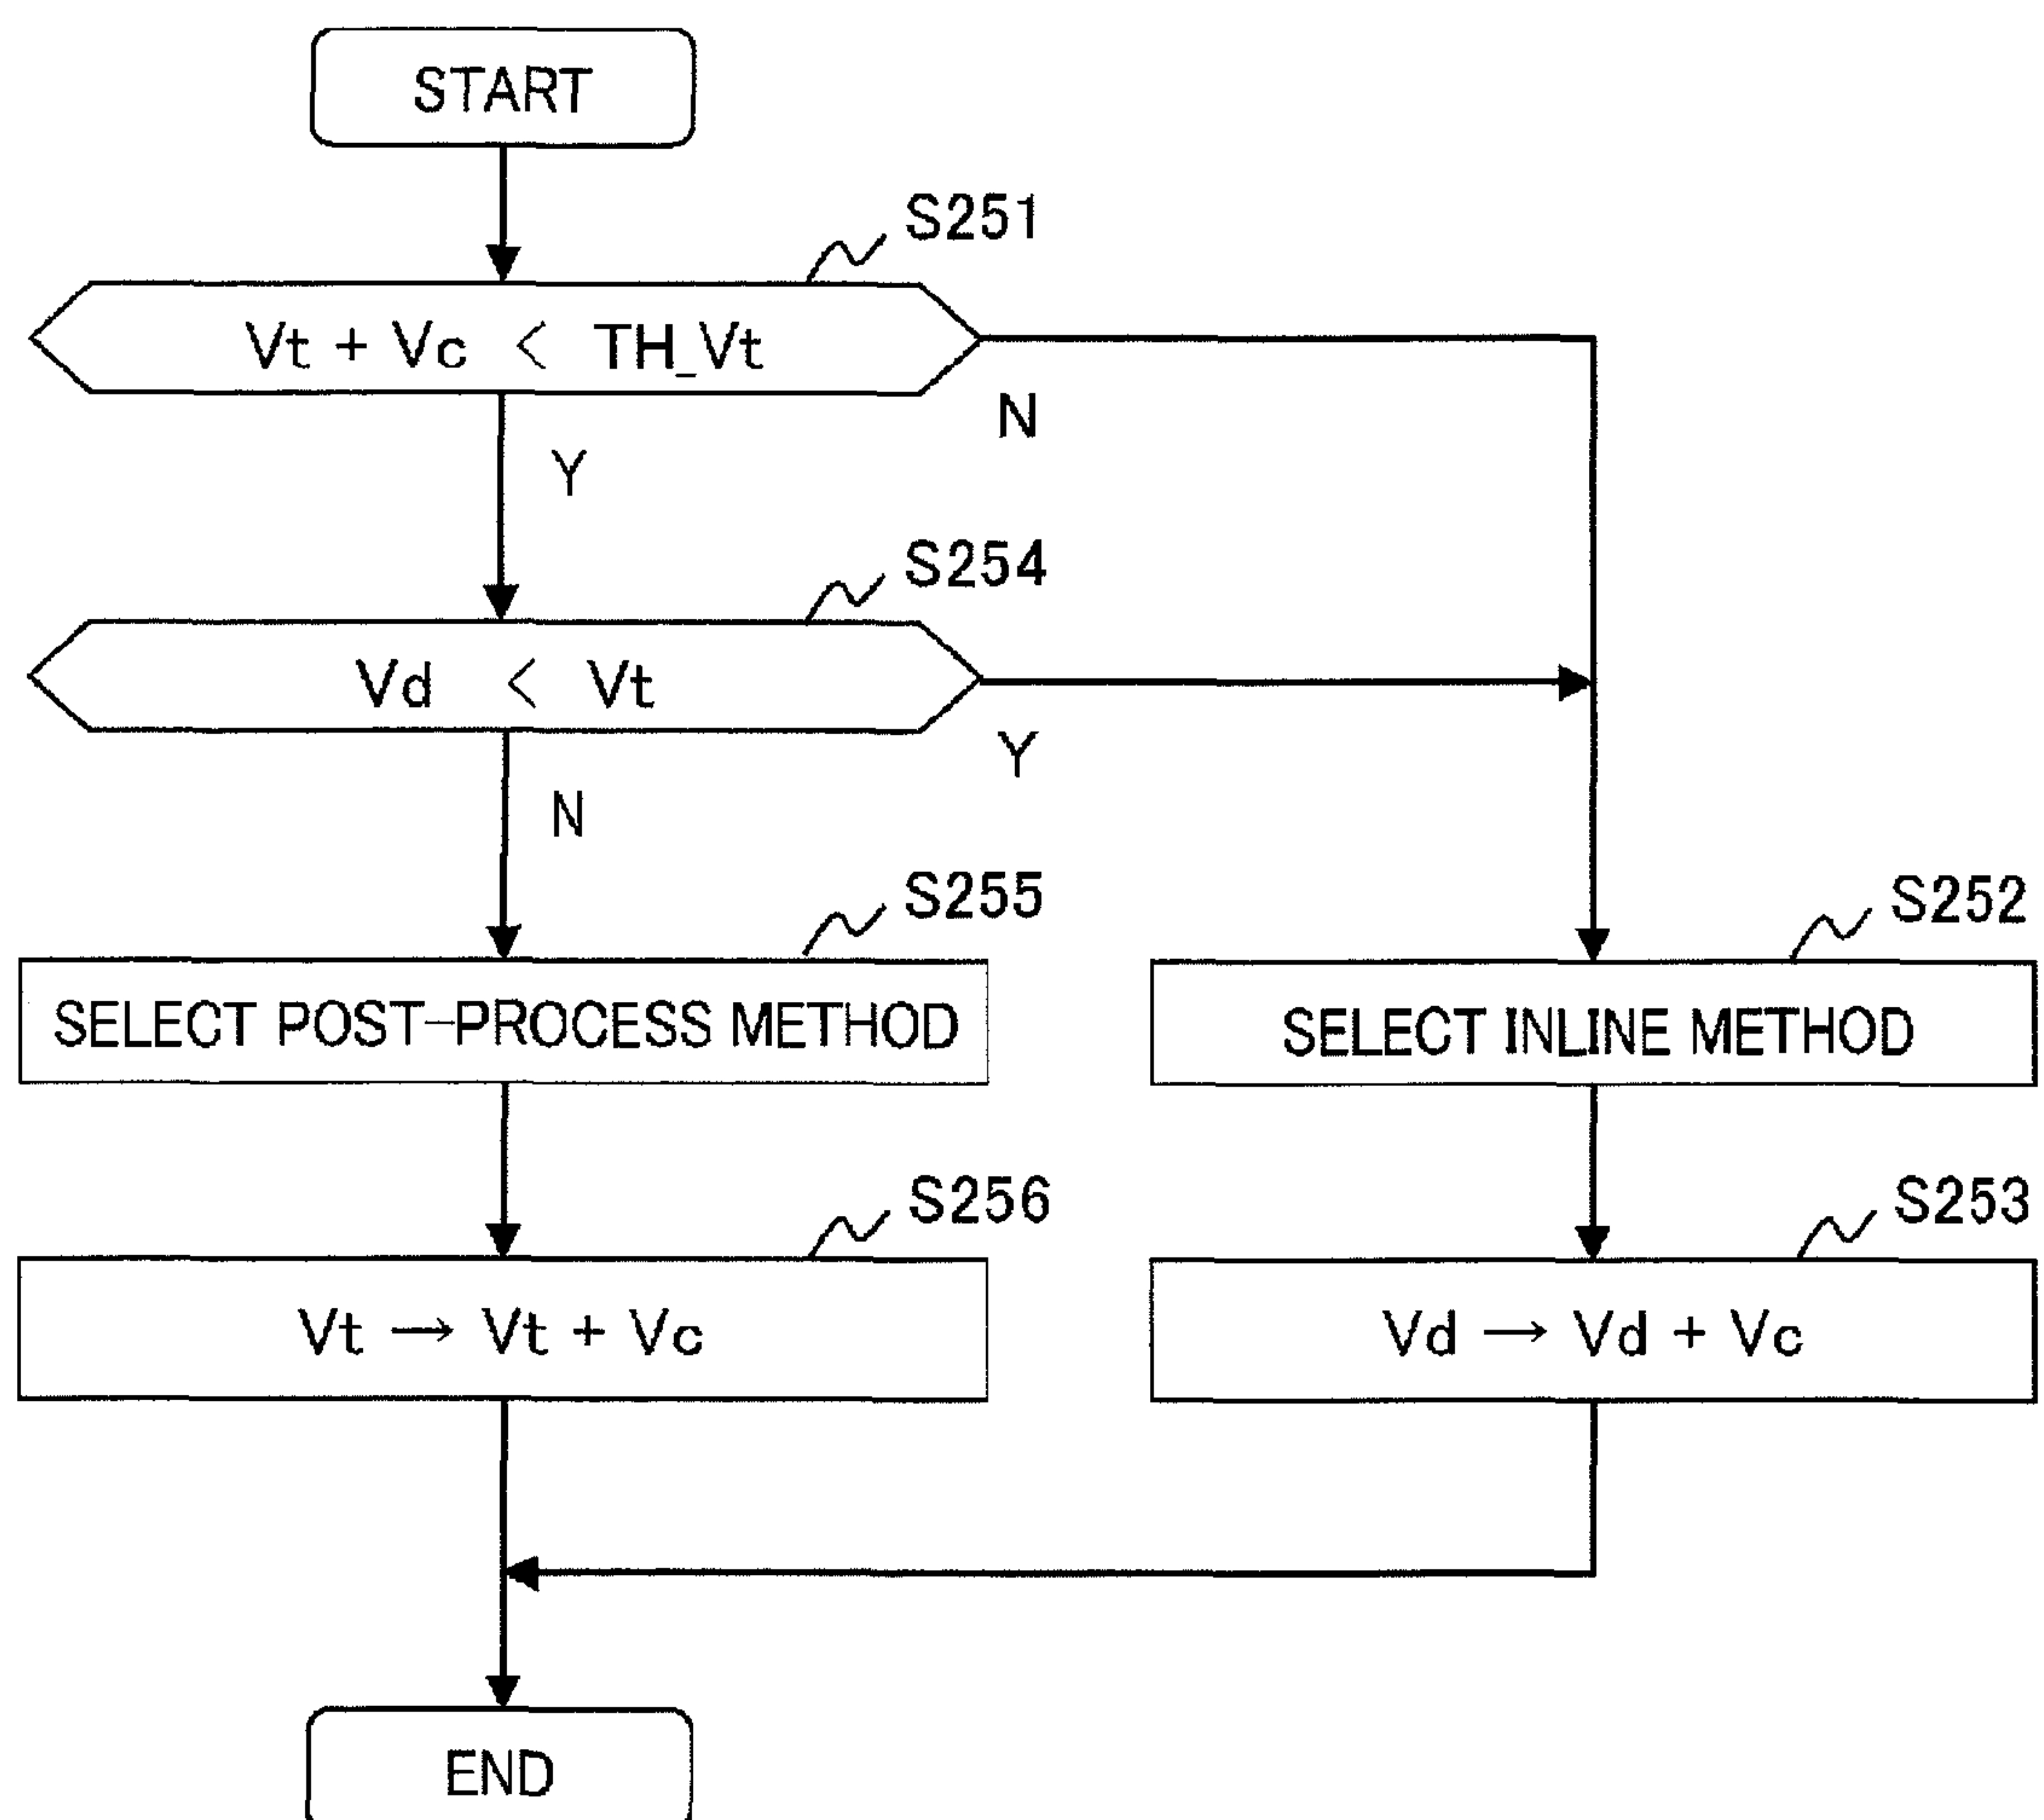 START
S251
Vt + Vc < TH_Vt
N
Y
S254
Vd < Vt
Y
N
S255
S252
SELECT POST-PROCESS METHOD
SELECT INLINE METHOD
S256
S253
Vt → Vt + Vc
Vd → Vd + Vc
END